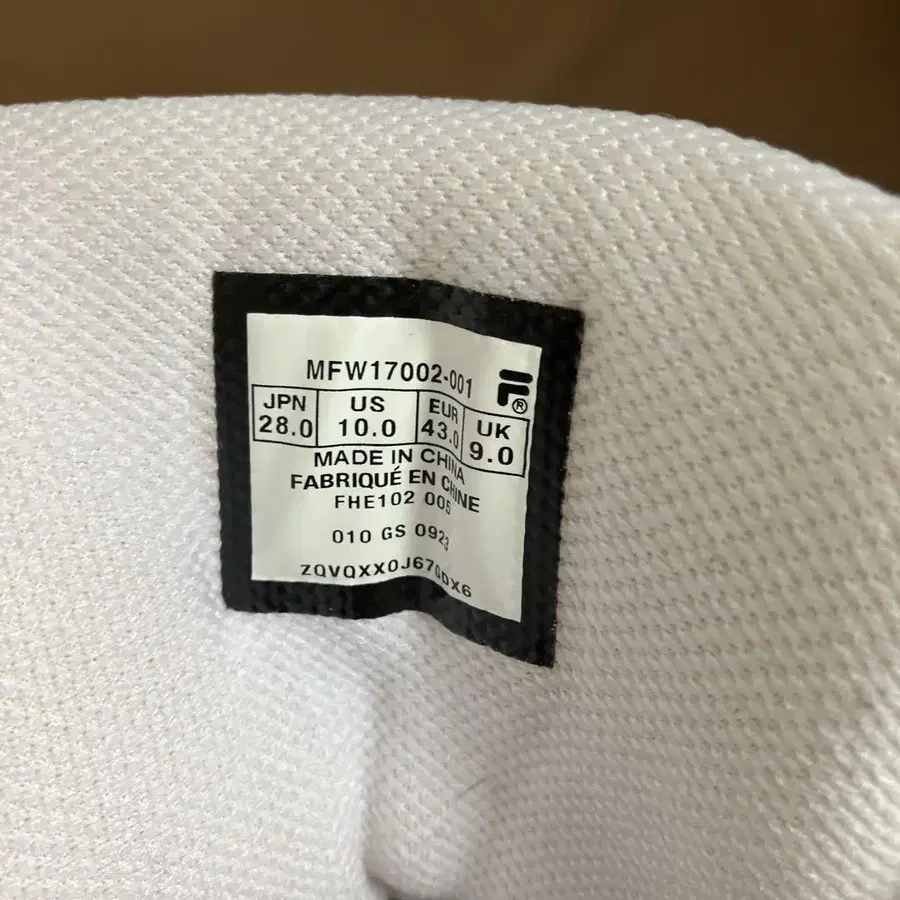 MFW17002-001
F®
JPN US EUR UK
28.0 10.0 43.0 9.0
MADE IN CHINA
FABRIQUÉ EN CHINE
FHE102 005
010 GS 0923
ZQVQXX0J67GDX6